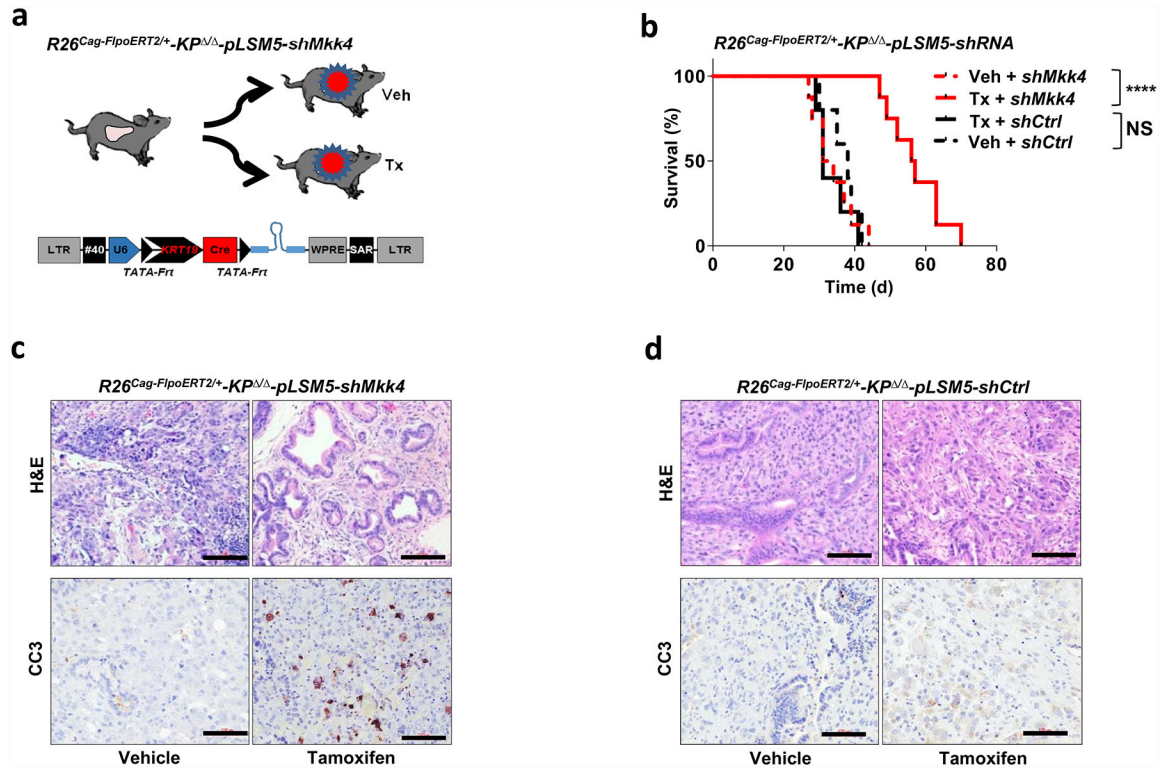 a
R26Cag-FlpoERT2/+-KPΔ/Δ-pLSM5-shMkk4
Veh
Tx
LTR #40 U6 KRT19 Cre WPRE SAR LTR
TATA-Frt TATA-Frt
b
R26Cag-FlpoERT2/+-KPΔ/Δ-pLSM5-shRNA
Survival (%)
100
50
0
0 20 40 60 80
Time (d)
Veh + shMkk4
Tx + shMkk4
Tx + shCtrl
Veh + shCtrl
****
NS
c
R26Cag-FlpoERT2/+-KPΔ/Δ-pLSM5-shMkk4
H&E
CC3
Vehicle Tamoxifen
d
R26Cag-FlpoERT2/+-KPΔ/Δ-pLSM5-shCtrl
H&E
CC3
Vehicle Tamoxifen